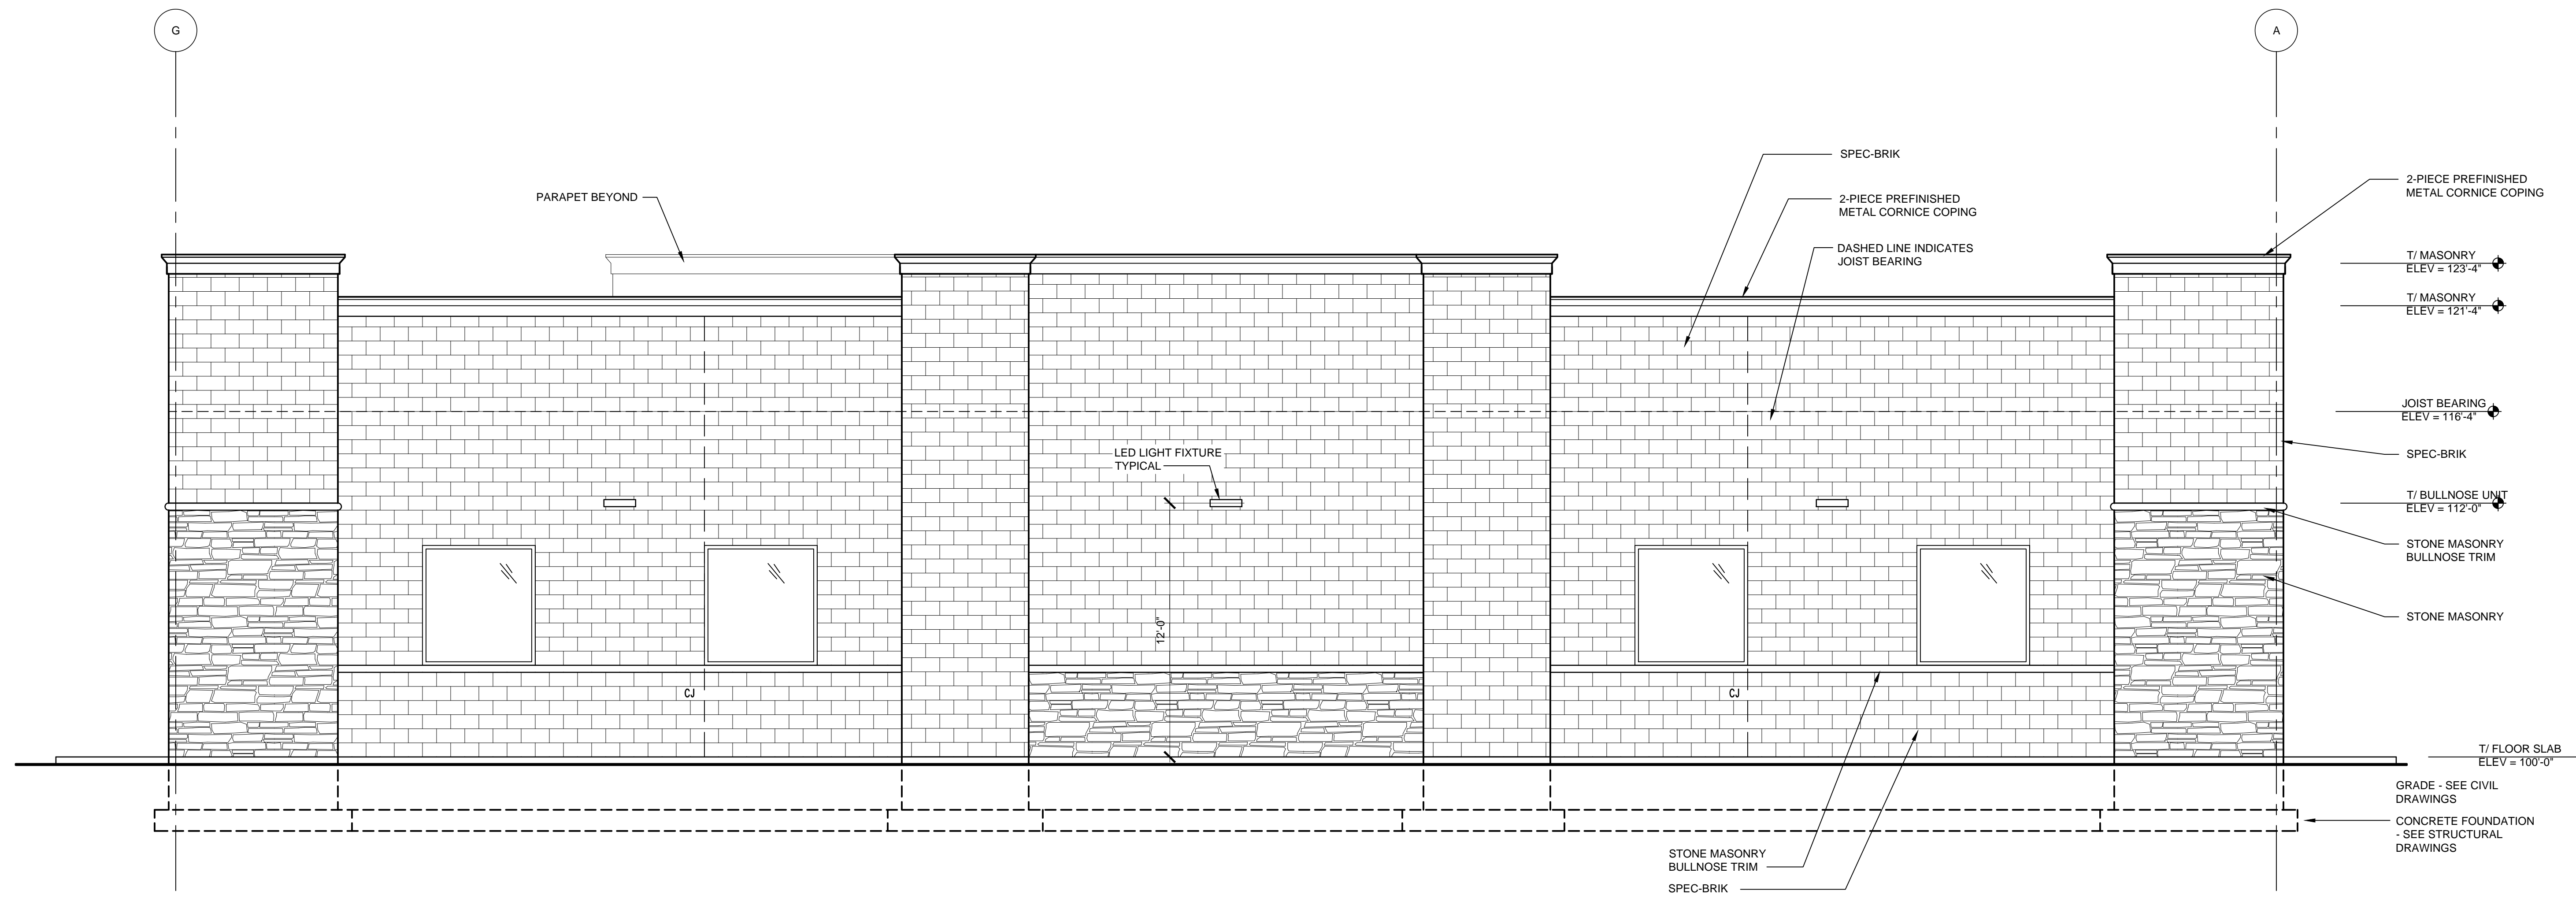 G
A
SPEC-BRIK
2-PIECE PREFINISHED
METAL CORNICE COPING
PARAPET BEYOND
2-PIECE PREFINISHED
METAL CORNICE COPING
DASHED LINE INDICATES
JOIST BEARING
T/ MASONRY
ELEV = 123'-4"
T/ MASONRY
ELEV = 121'-4"
JOIST BEARING
ELEV = 116'-4"
LED LIGHT FIXTURE
TYPICAL
SPEC-BRIK
T/ BULLNOSE UNIT
ELEV = 112'-0"
STONE MASONRY
BULLNOSE TRIM
STONE MASONRY
12'-0"
CJ
CJ
T/ FLOOR SLAB
ELEV = 100'-0"
GRADE - SEE CIVIL
DRAWINGS
CONCRETE FOUNDATION
- SEE STRUCTURAL
DRAWINGS
STONE MASONRY
BULLNOSE TRIM
SPEC-BRIK